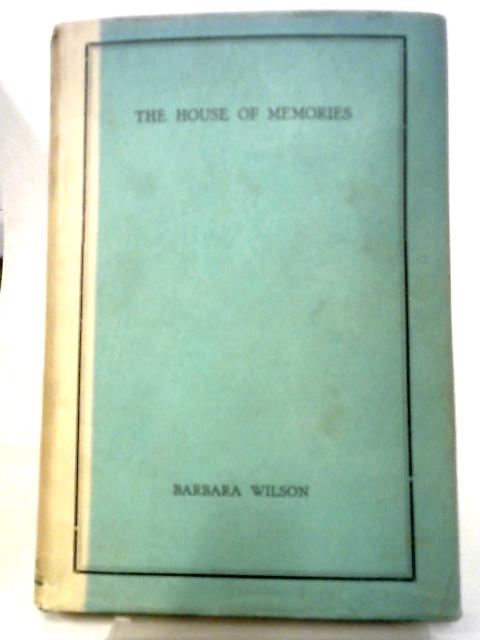 THE HOUSE OF MEMORIES
BARBARA WILSON